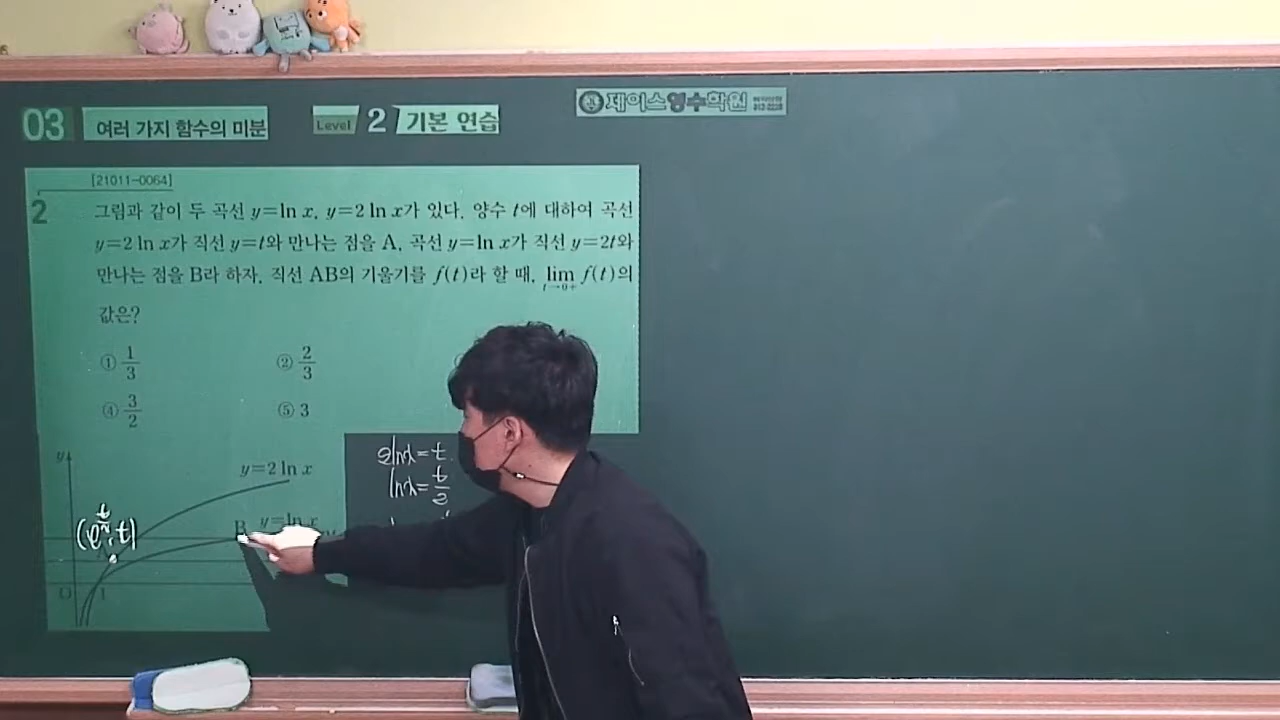 03 여러 가지 함수의 미분 Level 2 기본 연습
제이스영수학원
[21011-0064]
2 그림과 같이 두 곡선 y=ln x, y=2 ln x가 있다. 양수 t에 대하여 곡선
y=2 ln x가 직선 y=t와 만나는 점을 A, 곡선 y=ln x가 직선 y=2t와
만나는 점을 B라 하자. 직선 AB의 기울기를 f(t)라 할 때, lim t→0+ f(t)의
값은?
① 1/3 ② 2/3
④ 3/2 ⑤ 3
2lnx=t
lnx=t/2
y
y=2 ln x
B y=ln x
(e^{t/2}, t)
O 1